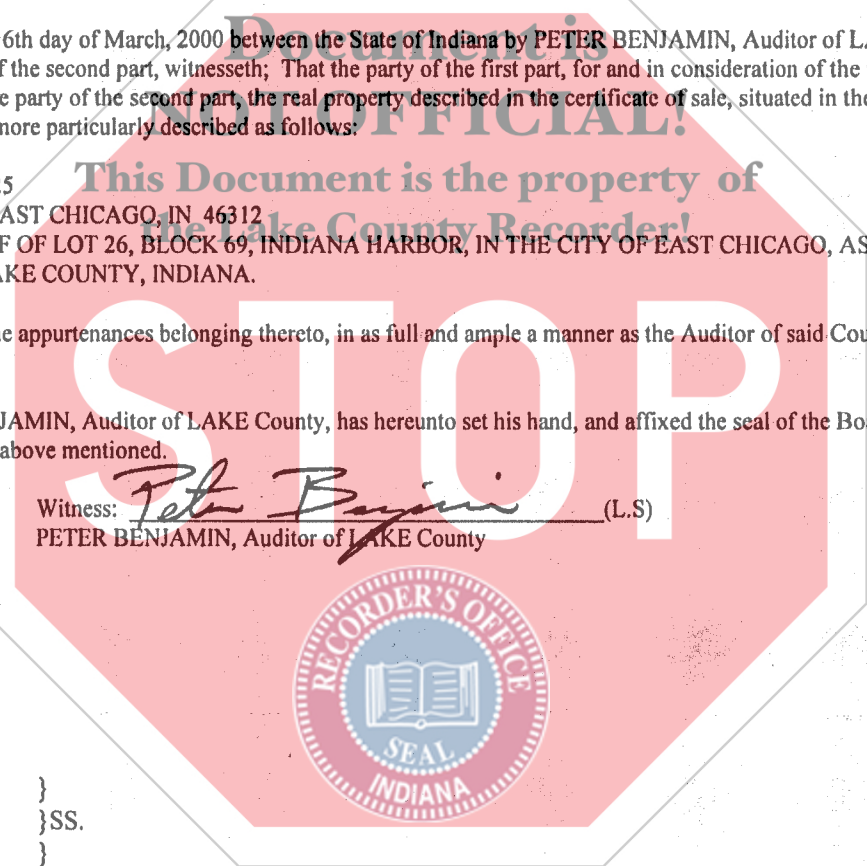 Document is
6th day of March, 2000 between the State of Indiana by PETER BENJAMIN, Auditor of LA
f the second part, witnesseth; That the party of the first part, for and in consideration of the
e party of the second part, the real property described in the certificate of sale, situated in the
NOT OFFICIAL!
more particularly described as follows:
This Document is the property of
25
AST CHICAGO, IN 46312
the Lake County Recorder!
F OF LOT 26, BLOCK 69, INDIANA HARBOR, IN THE CITY OF EAST CHICAGO, AS
AKE COUNTY, INDIANA.
STOP
e appurtenances belonging thereto, in as full and ample a manner as the Auditor of said Cou
JAMIN, Auditor of LAKE County, has hereunto set his hand, and affixed the seal of the Boa
above mentioned.
Witness: Peter Benjamin (L.S)
PETER BENJAMIN, Auditor of LAKE County
RECORDER'S OFFICE
SEAL
INDIANA
}
}SS.
}